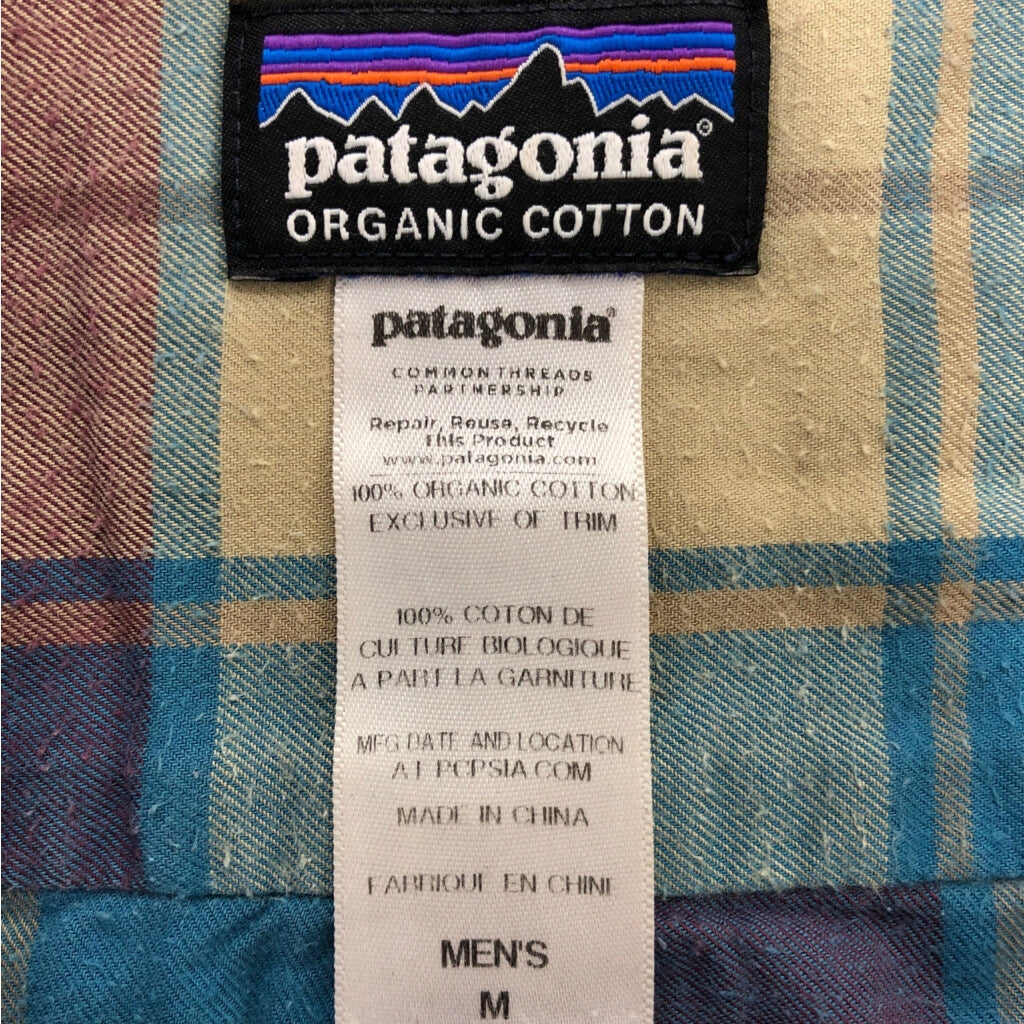 patagonia®
ORGANIC COTTON
patagonia®
COMMON THREADS
PARTNERSHIP
Repair, Reuse, Recycle
This Product
www.patagonia.com
100% ORGANIC COTTON
EXCLUSIVE OF TRIM
100% COTON DE
CULTURE BIOLOGIQUE
A PART LA GARNITURE
MFG DATE AND LOCATION
AT PCPSIA.COM
MADE IN CHINA
FABRIQUE EN CHINE
MEN'S
M